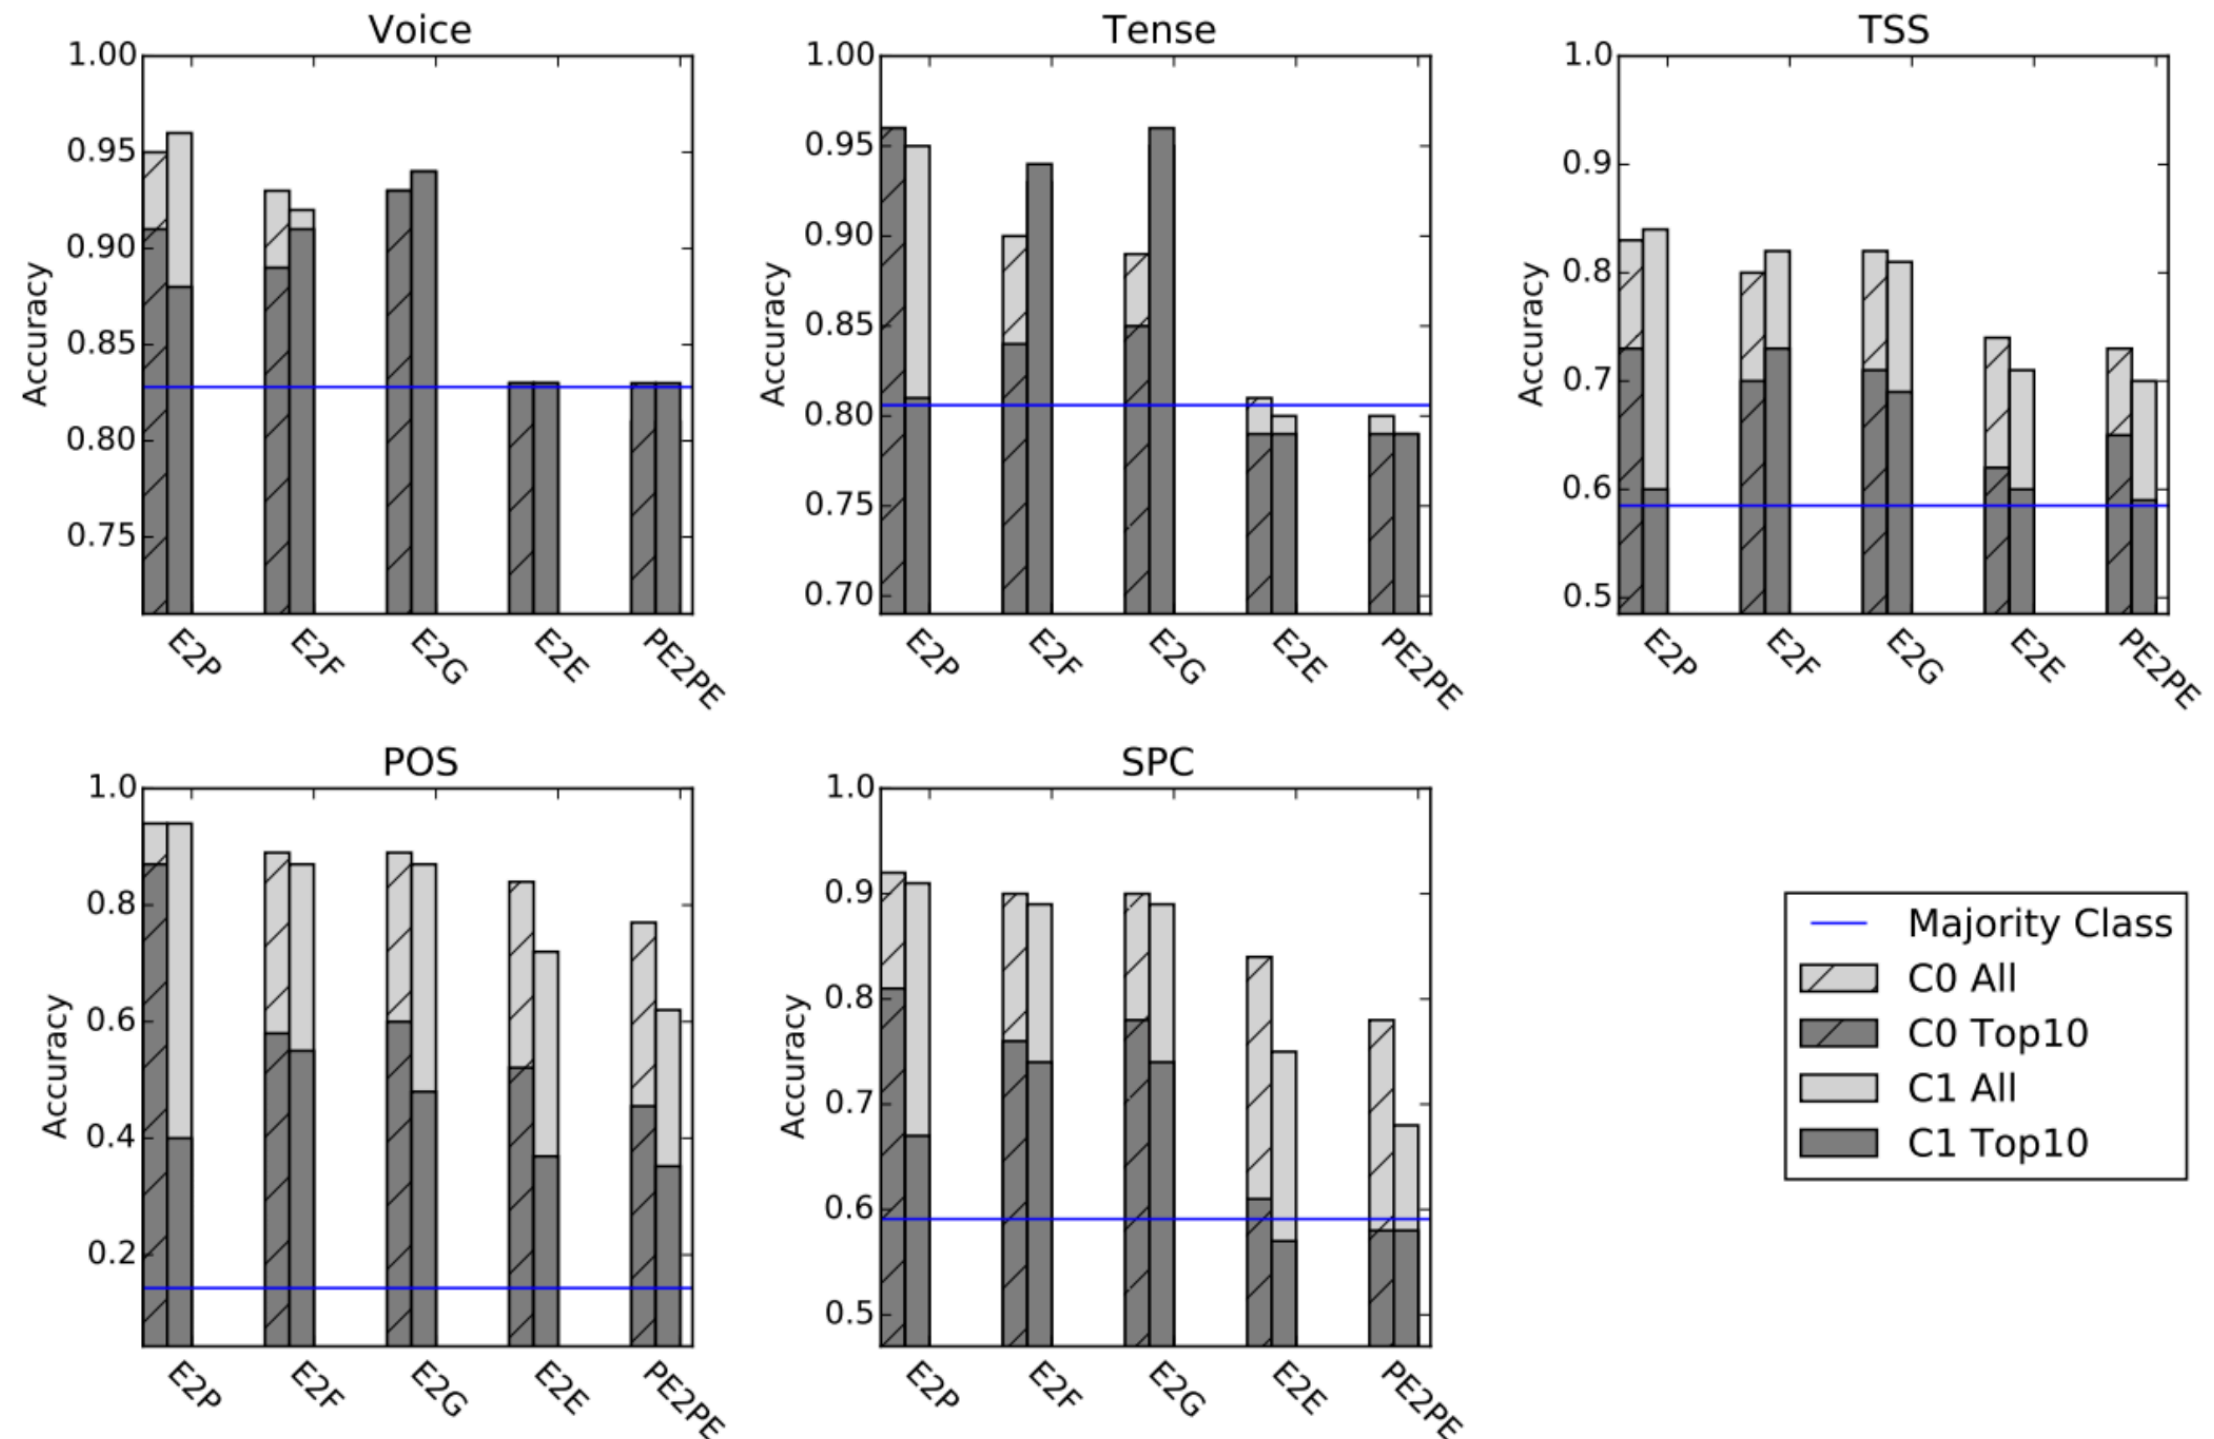 Voice
1.00
0.95
0.90
0.85
0.80
0.75
Accuracy
E2P
E2F
E2G
E2E
PE2PE
Tense
1.00
0.95
0.90
0.85
0.80
0.75
0.70
Accuracy
E2P
E2F
E2G
E2E
PE2PE
TSS
1.0
0.9
0.8
0.7
0.6
0.5
Accuracy
E2P
E2F
E2G
E2E
PE2PE
POS
1.0
0.8
0.6
0.4
0.2
Accuracy
E2P
E2F
E2G
E2E
PE2PE
SPC
1.0
0.9
0.8
0.7
0.6
0.5
Accuracy
E2P
E2F
E2G
E2E
PE2PE
Majority Class
C0 All
C0 Top10
C1 All
C1 Top10